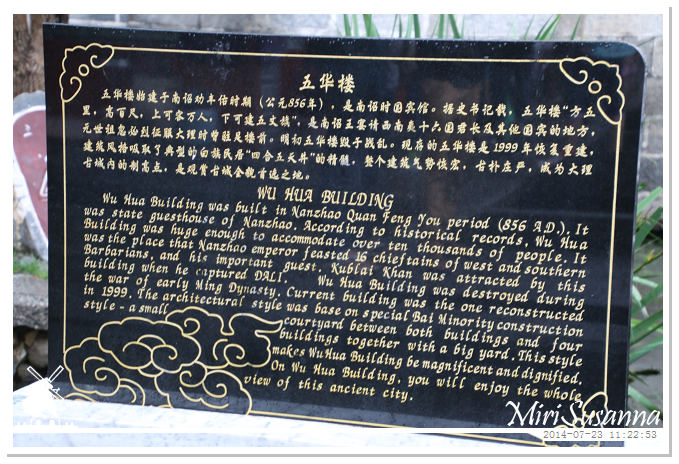 五华楼
五华楼始建于南诏劝丰佑时期（公元856年），是南诏时国宾馆。据史书记载，五华楼“方五
里，高百尺，上可容万人，下可建五丈旗”，是南诏王宴请西南夷十六国君长及其他国宾的地方，
元世祖忽必烈征服大理时曾驻足楼前。明初五华楼毁于战乱。现存的五华楼是1999年恢复重建，
建筑风格吸取了典型的白族民居“四合五天井”的精髓，整个建筑气势恢宏，古朴庄严，成为大理
古城内的制高点，是观赏古城全貌首选之地。
WU HUA BUILDING
Wu Hua Building was built in Nanzhao Quan Feng You period (856 AD.). It
was state guesthouse of Nanzhao. According to historical records, Wu Hua
Building was huge enough to accommodate over ten thousands of people. It
was the place that Nanzhao emperor feasted 16 chieftains of west and southern
Barbarians, and his important guest. Kublai Khan was attracted by this
building when he captured DALI. Wu Hua Building was destroyed during
the war of early Ming Dynasty. Current building was the one reconstructed
in 1999. The architectural style was base on special Bai Minority construction
style - a small courtyard between both buildings and four
buildings together with a big yard. This style
makes Wu Hua Building be magnificent and dignified.
On Wu Hua Building, you will enjoy the whole
view of this ancient city.
MiriSusanna
2014-07-23 11:22:53